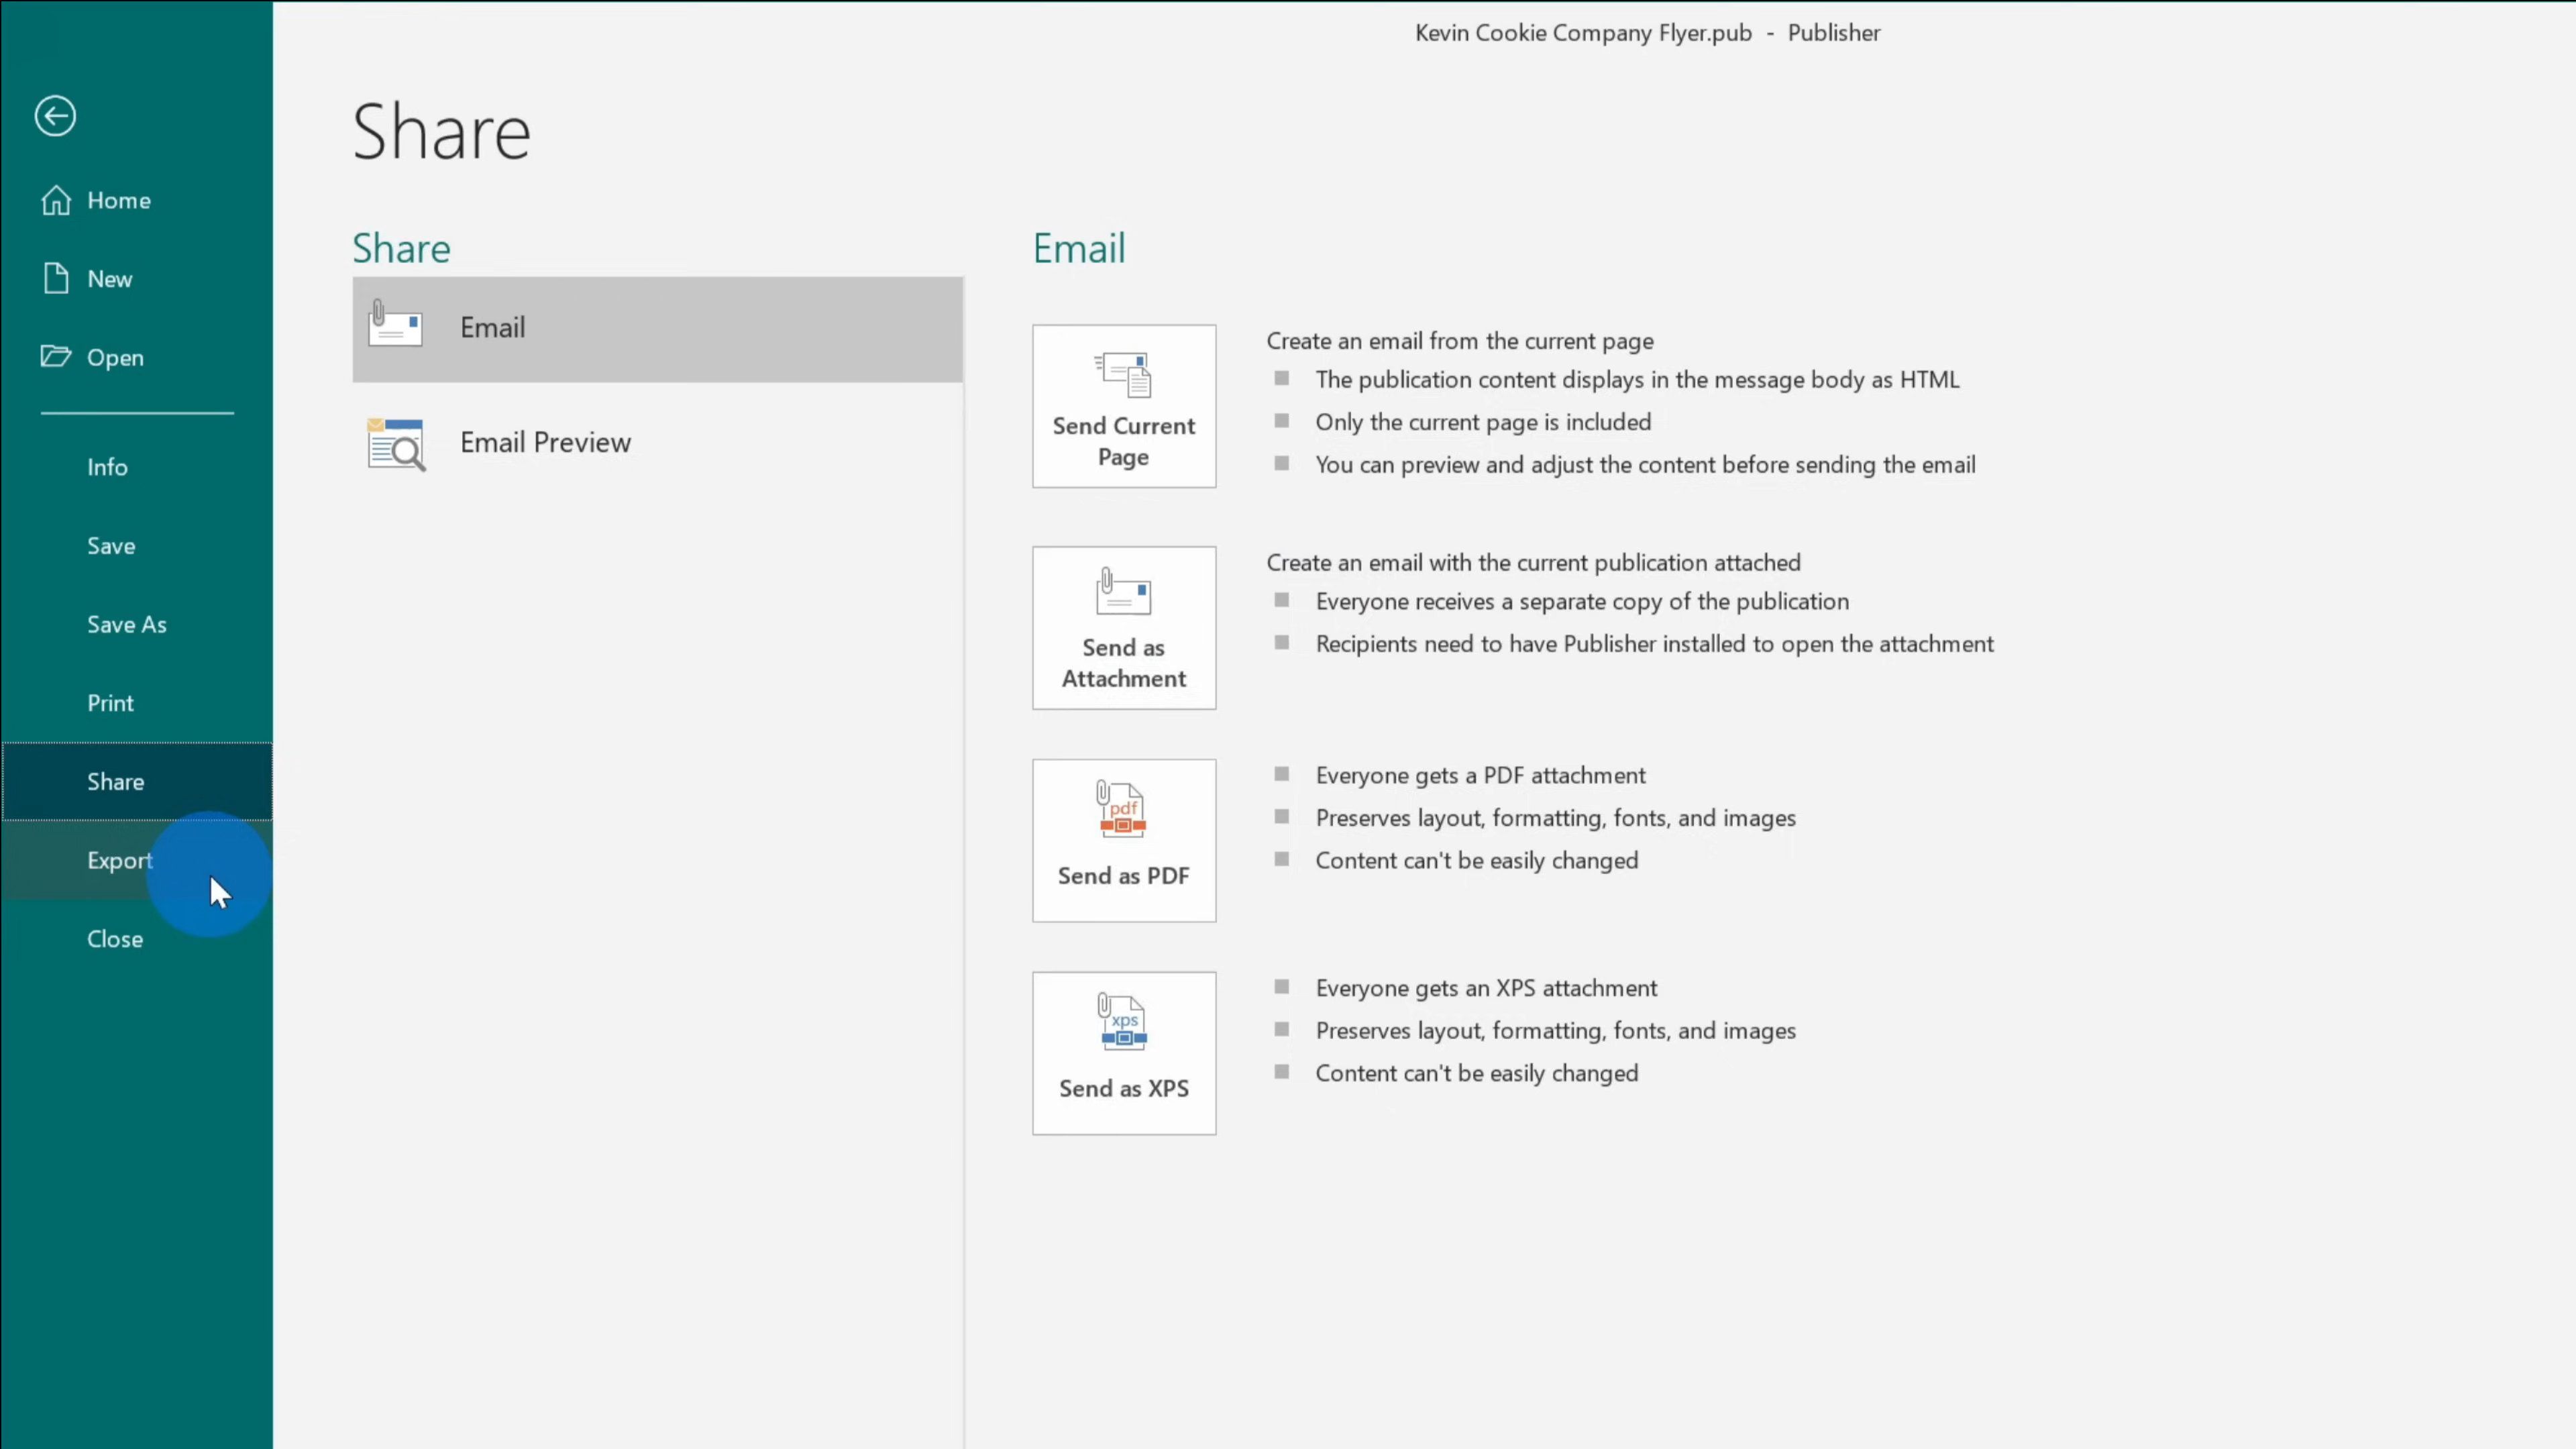 Kevin Cookie Company Flyer.pub - Publisher
Home
New
Open
Info
Save
Save As
Print
Share
Export
Close
Share
Share
Email
Email Preview
Email
Send Current
Page
Create an email from the current page
The publication content displays in the message body as HTML
Only the current page is included
You can preview and adjust the content before sending the email
Send as
Attachment
Create an email with the current publication attached
Everyone receives a separate copy of the publication
Recipients need to have Publisher installed to open the attachment
pdf
Send as PDF
Everyone gets a PDF attachment
Preserves layout, formatting, fonts, and images
Content can't be easily changed
xps
Send as XPS
Everyone gets an XPS attachment
Preserves layout, formatting, fonts, and images
Content can't be easily changed